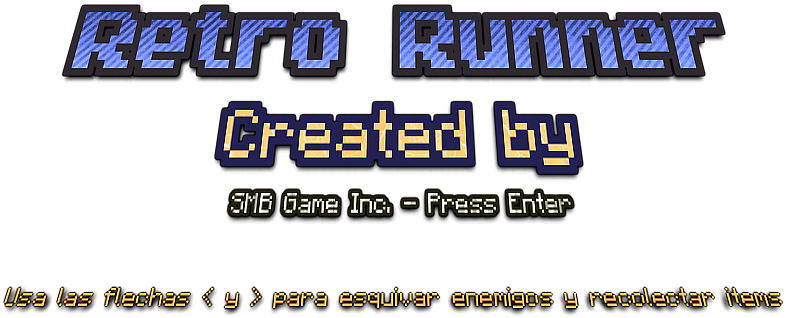 Retro Runner
Created by
SMB Game Inc. - Press Enter
Usa las flechas < y > para esquivar enemigos y recolectar items